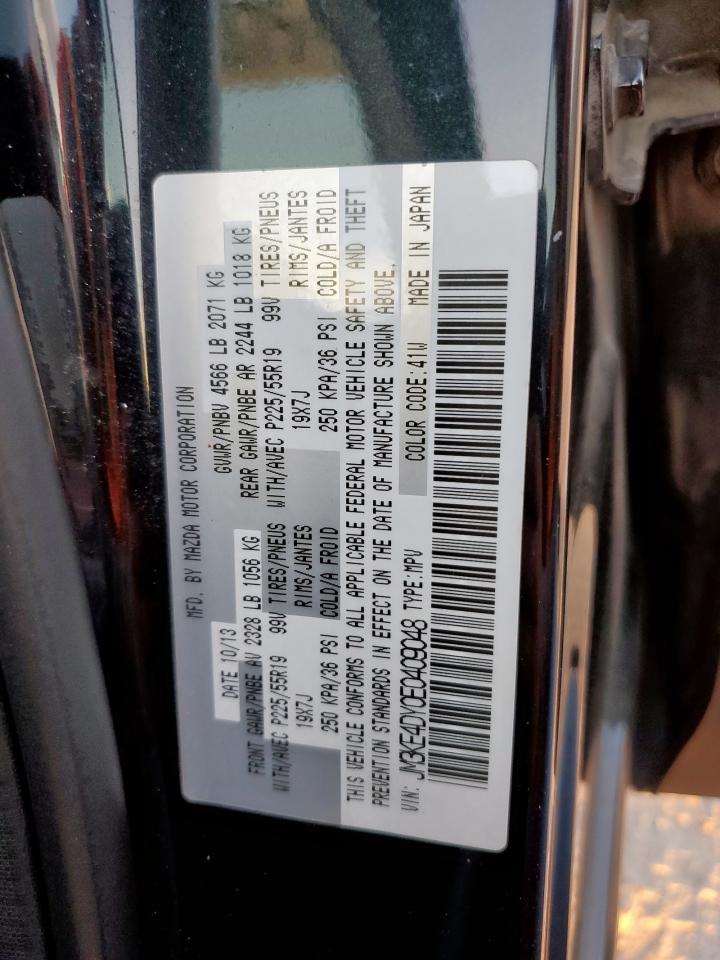 MFD. BY MAZDA MOTOR CORPORATION
DATE 10/13 GVWR/PNBV 4566 LB 2071 KG
FRONT GAWR/PNBE AV 2328 LB 1056 KG REAR GAWR/PNBE AR 2244 LB 1018 KG
WITH/AVEC P225/55R19 99V TIRES/PNEUS WITH/AVEC P225/55R19 99V TIRES/PNEUS
19X7J RIMS/JANTES 19X7J RIMS/JANTES
250 KPA/36 PSI COLD/A FROID 250 KPA/36 PSI COLD/A FROID
THIS VEHICLE CONFORMS TO ALL APPLICABLE FEDERAL MOTOR VEHICLE SAFETY AND THEFT
PREVENTION STANDARDS IN EFFECT ON THE DATE OF MANUFACTURE SHOWN ABOVE.
VIN: JM3KE4DY0E0409048 TYPE:MPV COLOR CODE:41W MADE IN JAPAN